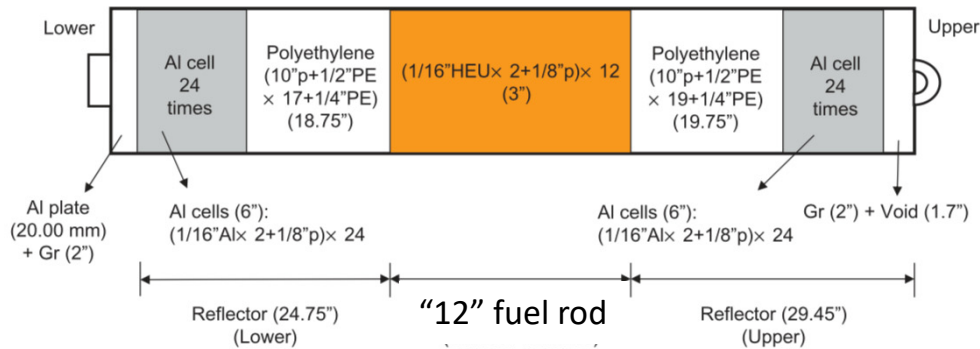 Lower
Upper
Al cell
24
times
Polyethylene
(10”p+1/2”PE
× 17+1/4”PE)
(18.75”)
(1/16”HEU× 2+1/8”p)× 12
(3”)
Polyethylene
(10”p+1/2”PE
× 19+1/4”PE)
(19.75”)
Al cell
24
times
Al plate
(20.00 mm)
+ Gr (2”)
Al cells (6”):
(1/16”Al× 2+1/8”p)× 24
Al cells (6”):
(1/16”Al× 2+1/8”p)× 24
Gr (2”) + Void (1.7”)
Reflector (24.75”)
(Lower)
“12” fuel rod
Reflector (29.45”)
(Upper)